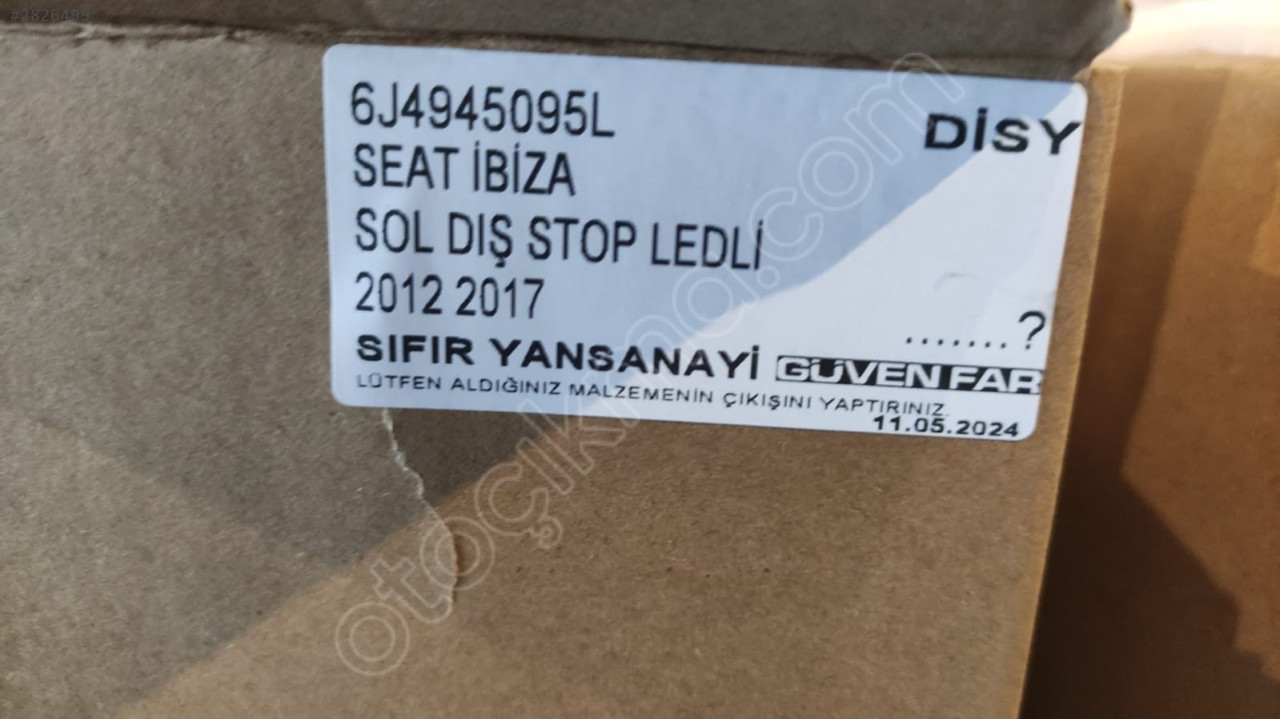 #2826499
6J4945095L
DİSY
SEAT İBİZA
SOL DIŞ STOP LEDLİ
2012 2017
.......?
SIFIR YANSANAYİ GÜVEN FAR
LÜTFEN ALDIĞINIZ MALZEMENİN ÇIKIŞINI YAPTIRINIZ.
11.05.2024
otoçıkma.com